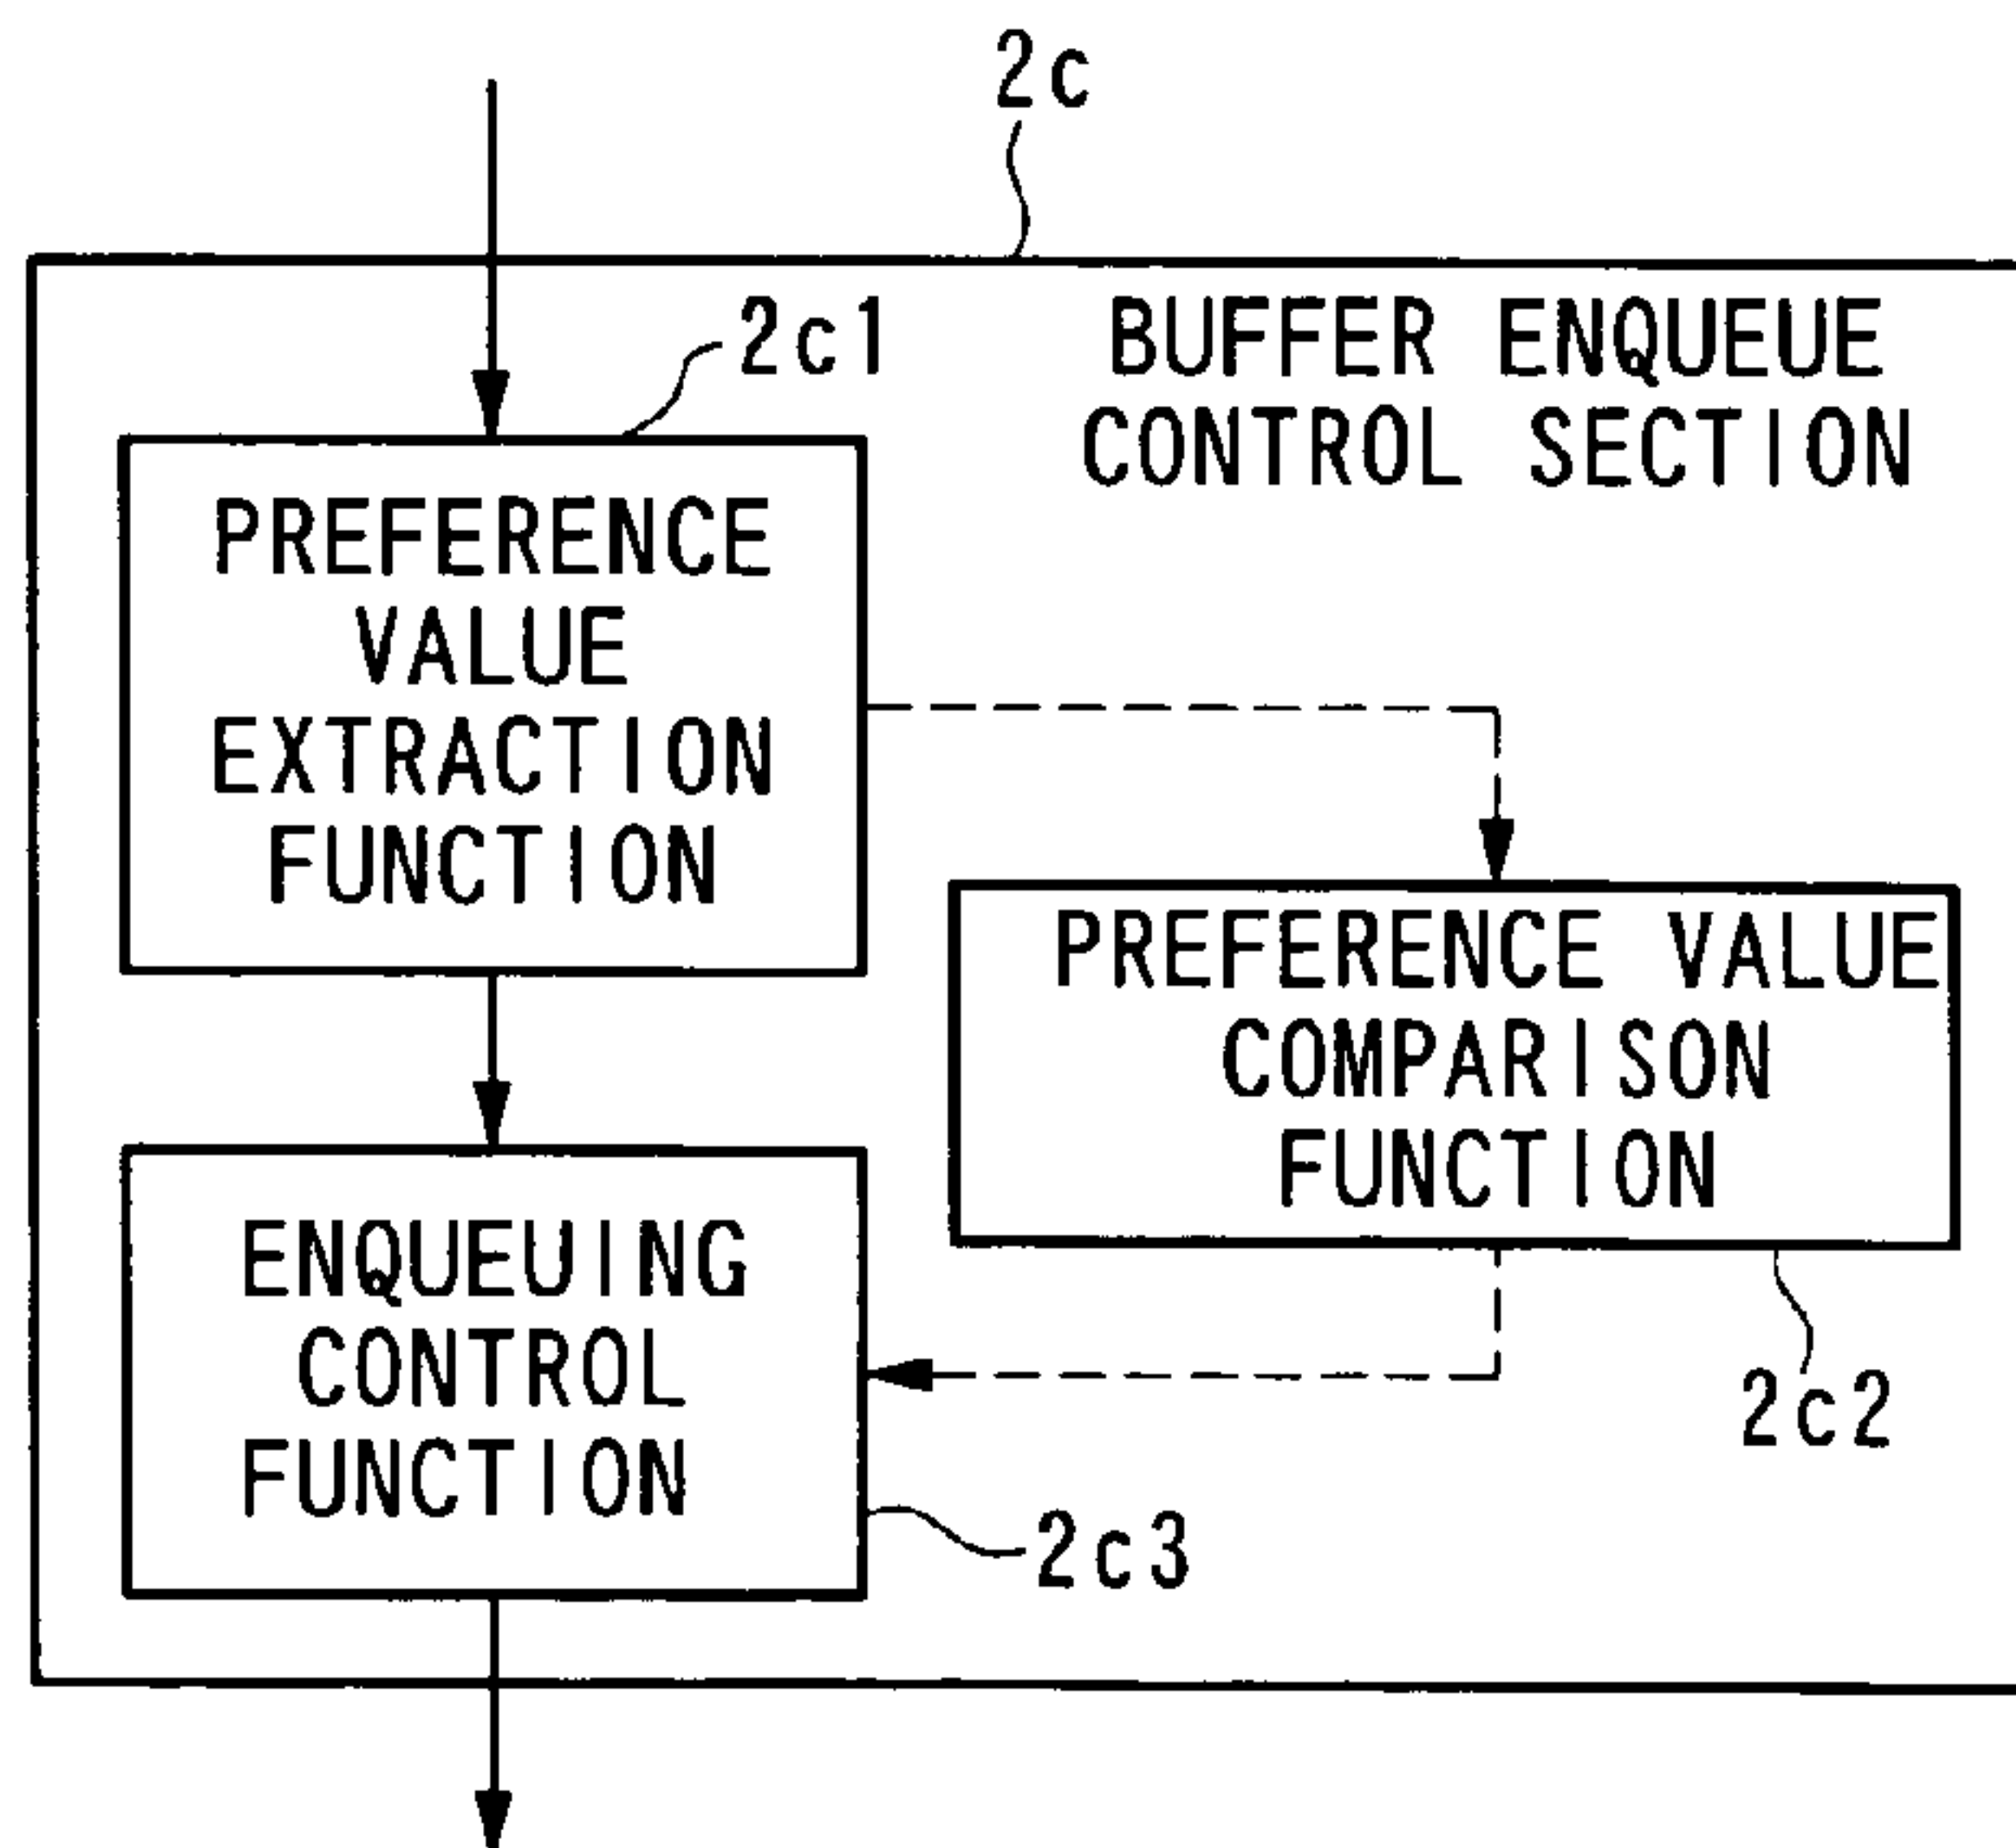 2c
2c1
BUFFER ENQUEUE
CONTROL SECTION
PREFERENCE
VALUE
EXTRACTION
FUNCTION
PREFERENCE VALUE
COMPARISON
FUNCTION
2c2
ENQUEUING
CONTROL
FUNCTION
2c3